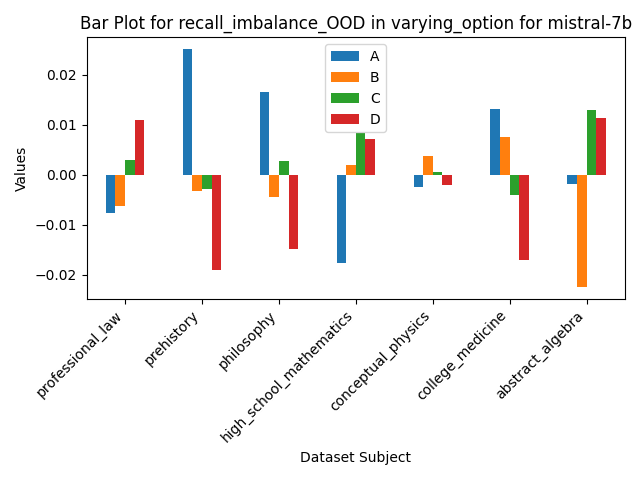 Bar Plot for recall_imbalance_OOD in varying_option for mistral-7b
A
B
C
D
0.02
0.01
0.00
−0.01
−0.02
Values
professional_law
prehistory
philosophy
high_school_mathematics
conceptual_physics
college_medicine
abstract_algebra
Dataset Subject